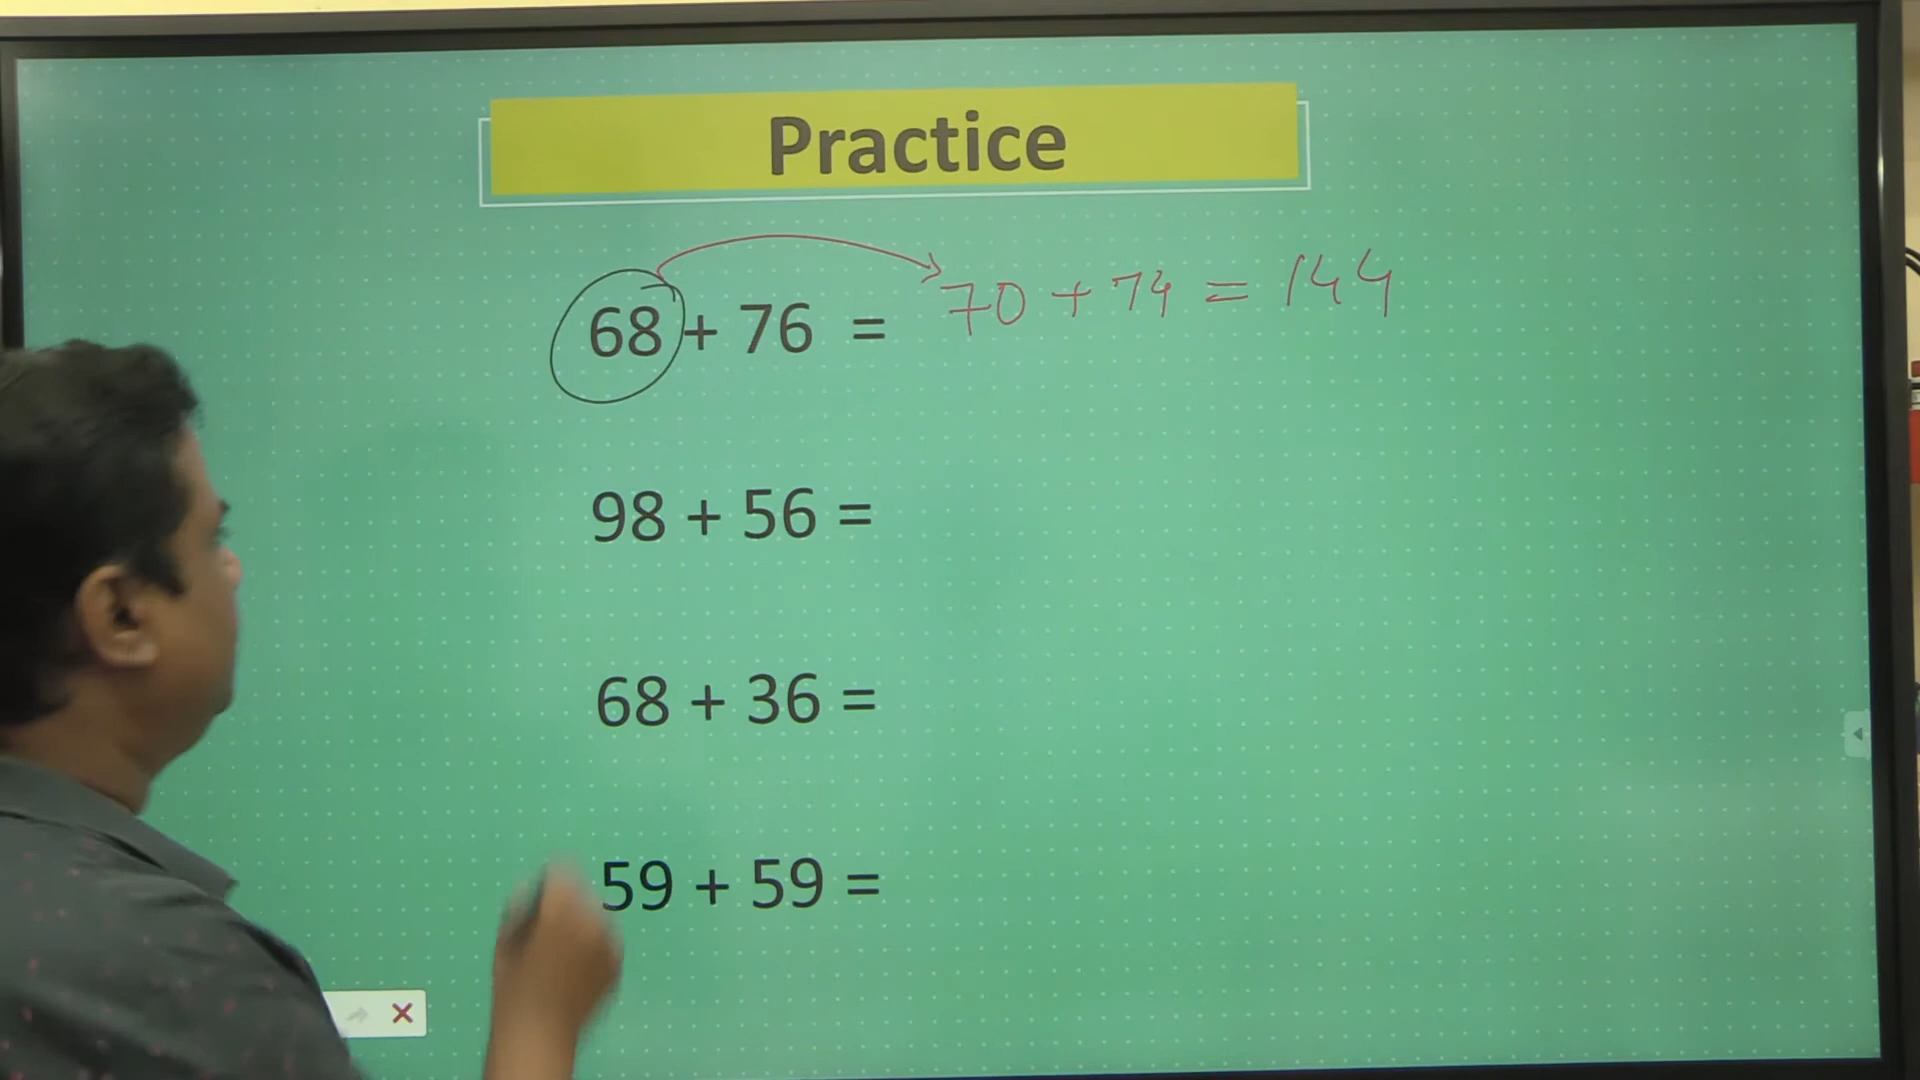 Practice
68 + 76 = 70 + 74 = 144
98 + 56 =
68 + 36 =
59 + 59 =